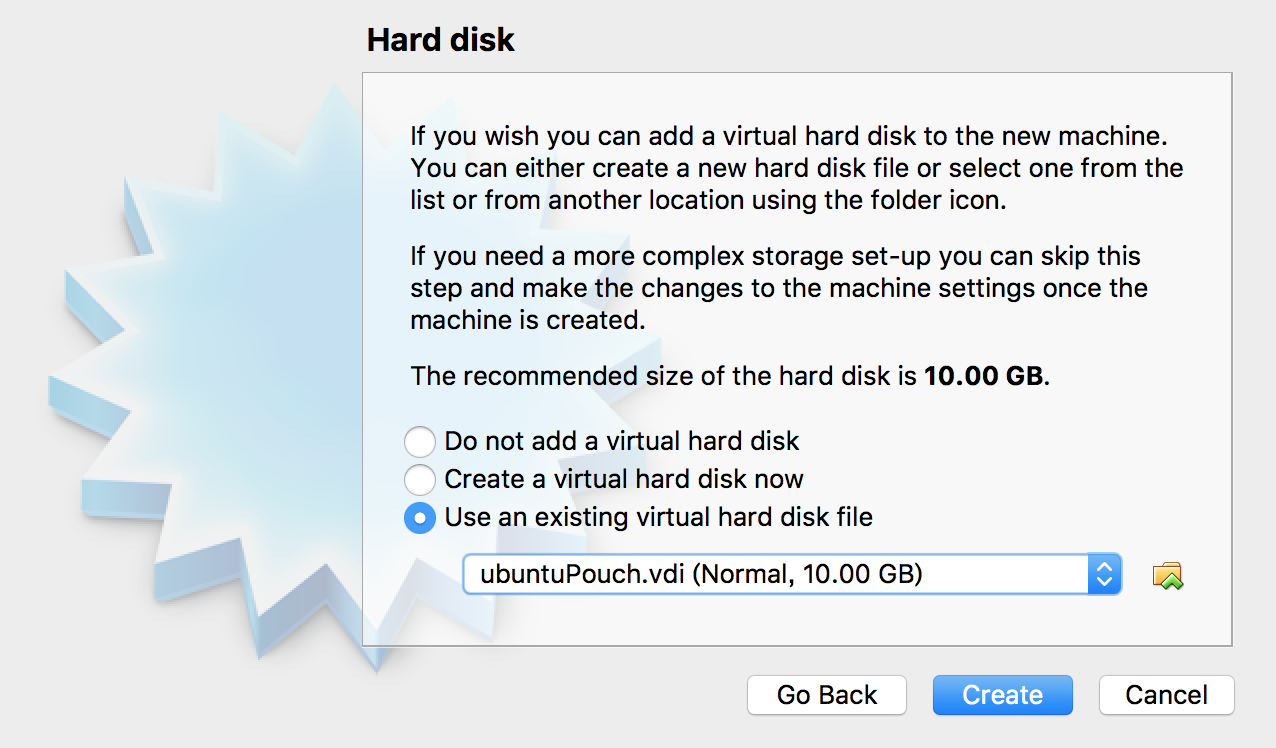 Hard disk
If you wish you can add a virtual hard disk to the new machine.
You can either create a new hard disk file or select one from the
list or from another location using the folder icon.
If you need a more complex storage set-up you can skip this
step and make the changes to the machine settings once the
machine is created.
The recommended size of the hard disk is 10.00 GB.
Do not add a virtual hard disk
Create a virtual hard disk now
Use an existing virtual hard disk file
ubuntuPouch.vdi (Normal, 10.00 GB)
Go Back Create Cancel